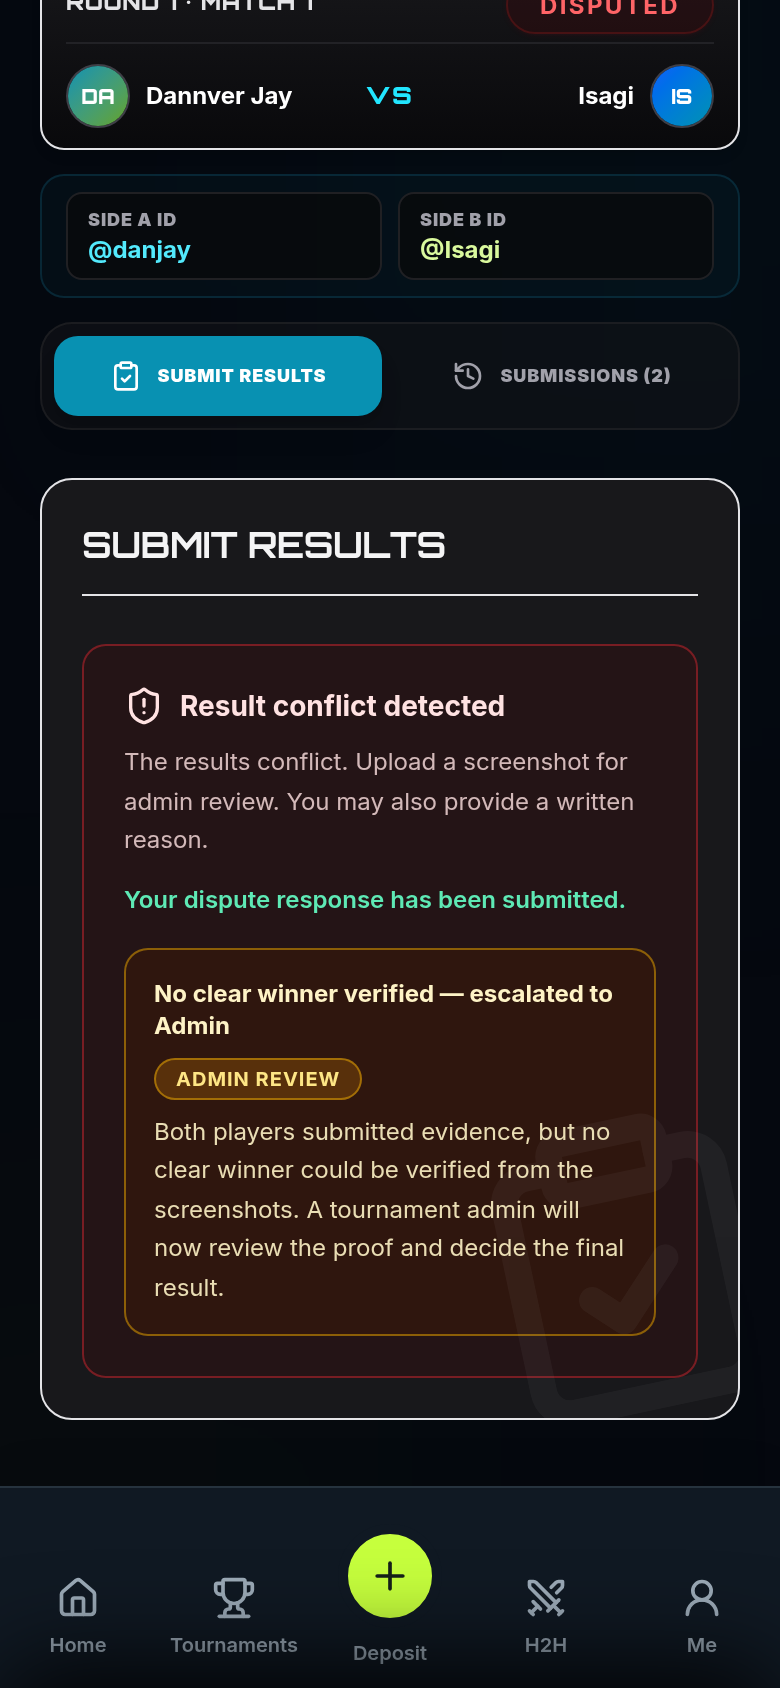 ROUND 1 · MATCH 1
DISPUTED
DA
Dannver Jay
VS
Isagi
IS
SIDE A ID
@danjay
SIDE B ID
@Isagi
SUBMIT RESULTS
SUBMISSIONS (2)
SUBMIT RESULTS
Result conflict detected
The results conflict. Upload a screenshot for
admin review. You may also provide a written
reason.
Your dispute response has been submitted.
No clear winner verified — escalated to
Admin
ADMIN REVIEW
Both players submitted evidence, but no
clear winner could be verified from the
screenshots. A tournament admin will
now review the proof and decide the final
result.
Home
Tournaments
Deposit
H2H
Me